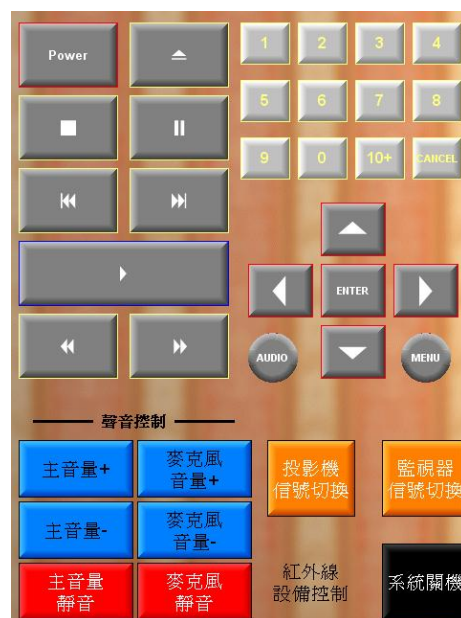 Power
1 2 3 4
5 6 7 8
9 0 10+ CANCEL
ENTER
AUDIO
MENU
聲音控制
主音量+
麥克風
音量+
投影機
信號切換
監視器
信號切換
主音量-
麥克風
音量-
主音量
靜音
麥克風
靜音
紅外線
設備控制
系統關機